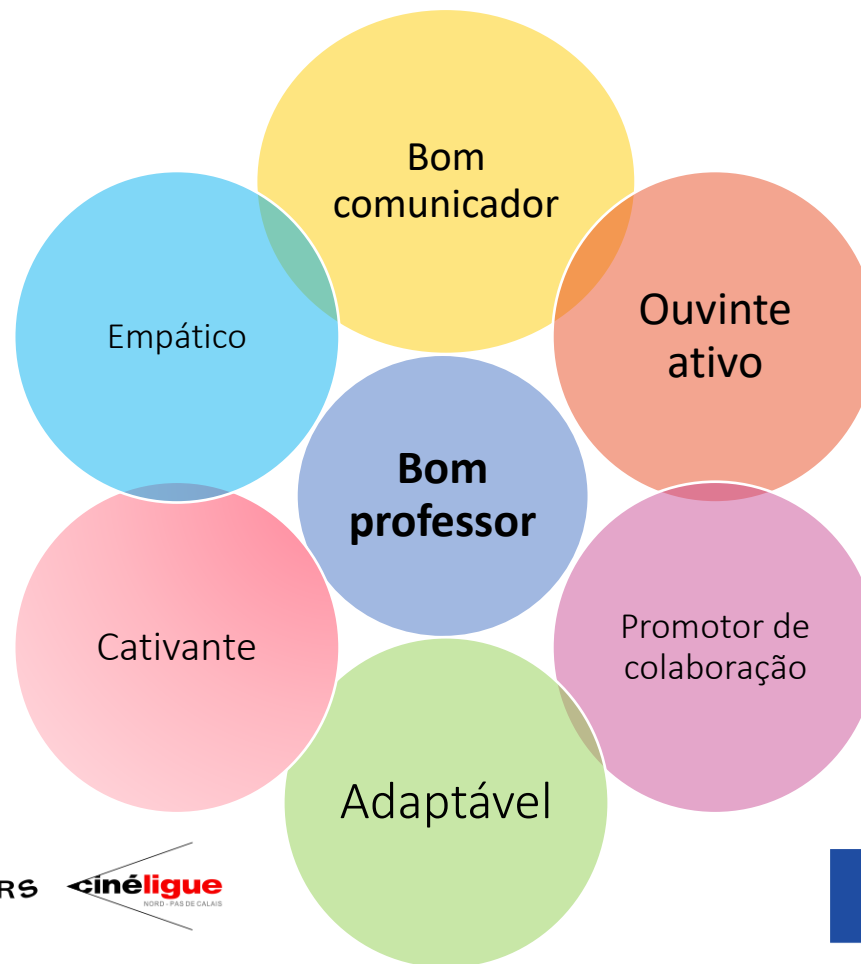 Bom
comunicador
Empático
Ouvinte
ativo
Bom
professor
Cativante
Promotor de
colaboração
Adaptável
RS
cinéligue
NORD - PAS DE CALAIS